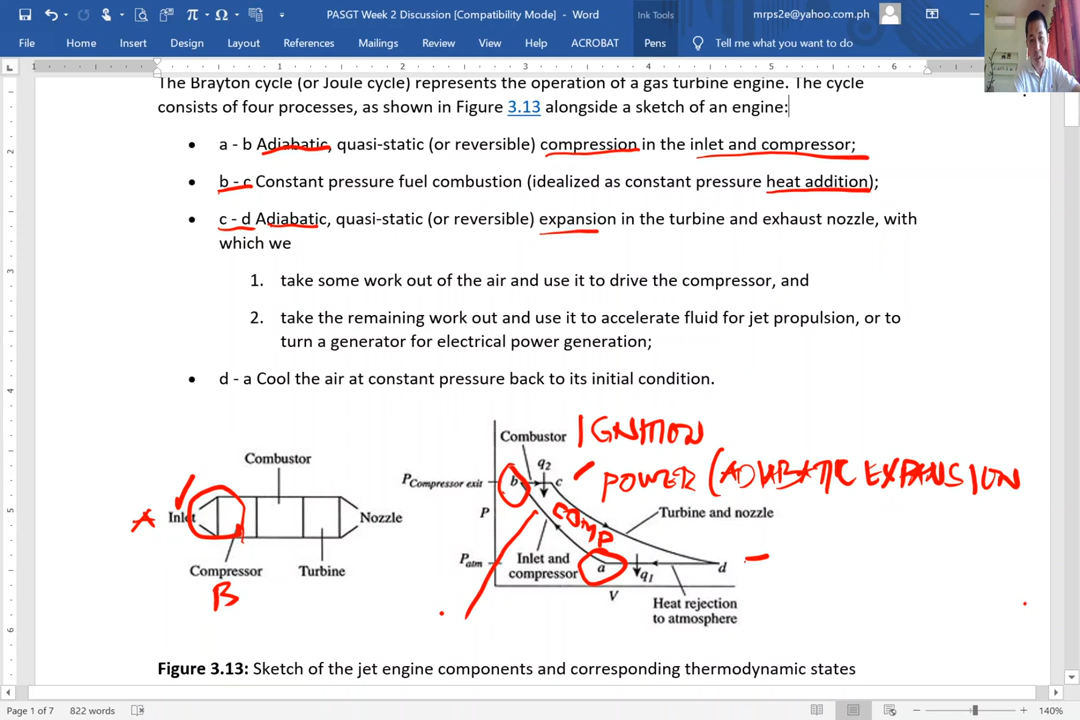 PASGT Week 2 Discussion [Compatibility Mode] - Word
Ink Tools
mrps2e@yahoo.com.ph
File Home Insert Design Layout References Mailings Review View Help ACROBAT Pens Tell me what you want to do
1 1 2 3 4 5 6
The Brayton cycle (or Joule cycle) represents the operation of a gas turbine engine. The cycle
consists of four processes, as shown in Figure 3.13 alongside a sketch of an engine:
• a - b Adiabatic, quasi-static (or reversible) compression in the inlet and compressor;
• b - c Constant pressure fuel combustion (idealized as constant pressure heat addition);
• c - d Adiabatic, quasi-static (or reversible) expansion in the turbine and exhaust nozzle, with
which we
1. take some work out of the air and use it to drive the compressor, and
2. take the remaining work out and use it to accelerate fluid for jet propulsion, or to
turn a generator for electrical power generation;
• d - a Cool the air at constant pressure back to its initial condition.
Combustor IGNITION
Combustor
q2
PCompressor exit b c POWER (ADIABATIC EXPANSION
A Inlet Nozzle P COMP Turbine and nozzle
Patm Inlet and a d
Compressor Turbine compressor q1
B V Heat rejection
to atmosphere
Figure 3.13: Sketch of the jet engine components and corresponding thermodynamic states
Page 1 of 7 822 words 140%